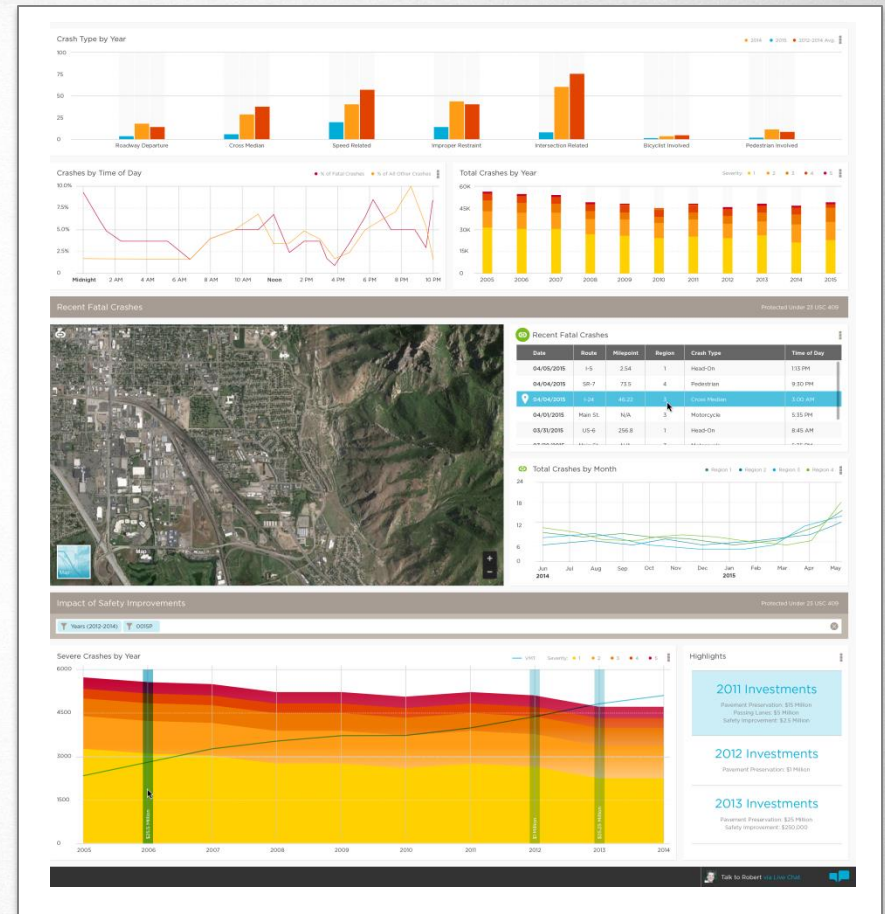 Crash Type by Year
2014 2015 2012-2014 Avg
100
75
50
25
0
Roadway Departure Cross Median Speed Related Improper Restraint Intersection Related Bicyclist Involved Pedestrian Involved
Crashes by Time of Day
% of Fatal Crashes % of All Other Crashes
10.0%
7.5%
5.0%
2.5%
0
Midnight 2 AM 4 AM 6 AM 8 AM 10 AM Noon 2 PM 4 PM 6 PM 8 PM 10 PM
Total Crashes by Year
Severity: 1 2 3 4 5
60K
45K
30K
15K
0
2005 2006 2007 2008 2009 2010 2011 2012 2013 2014 2015
Recent Fatal Crashes
Protected Under 23 USC 409
Map
Recent Fatal Crashes
Date Route Milepoint Region Crash Type Time of Day
04/05/2015 I-5 2.54 1 Head-On 1:13 PM
04/04/2015 SR-7 73.5 4 Pedestrian 9:30 PM
04/04/2015 I-24 46.22 3 Cross Median 3:00 AM
04/01/2015 Main St. N/A 3 Motorcycle 5:35 PM
03/31/2015 US-6 256.8 1 Head-On 8:45 AM
Total Crashes by Month
Region 1 Region 2 Region 3 Region 4
24
18
12
6
0
Jun Jul Aug Sep Oct Nov Dec Jan Feb Mar Apr May
2014 2015
Impact of Safety Improvements
Protected Under 23 USC 409
Years (2012-2014) 001SP
Severe Crashes by Year
VMT Severity: 1 2 3 4 5
6000
4500
3000
1500
0
$25.5 Million
$1 Million
$25.25 Million
2005 2006 2007 2008 2009 2010 2011 2012 2013 2014
Highlights
2011 Investments
Pavement Preservation: $15 Million
Passing Lanes: $5 Million
Safety Improvement: $2.5 Million
2012 Investments
Pavement Preservation: $1 Million
2013 Investments
Pavement Preservation: $25 Million
Safety Improvement: $250,000
Talk to Robert via Live Chat